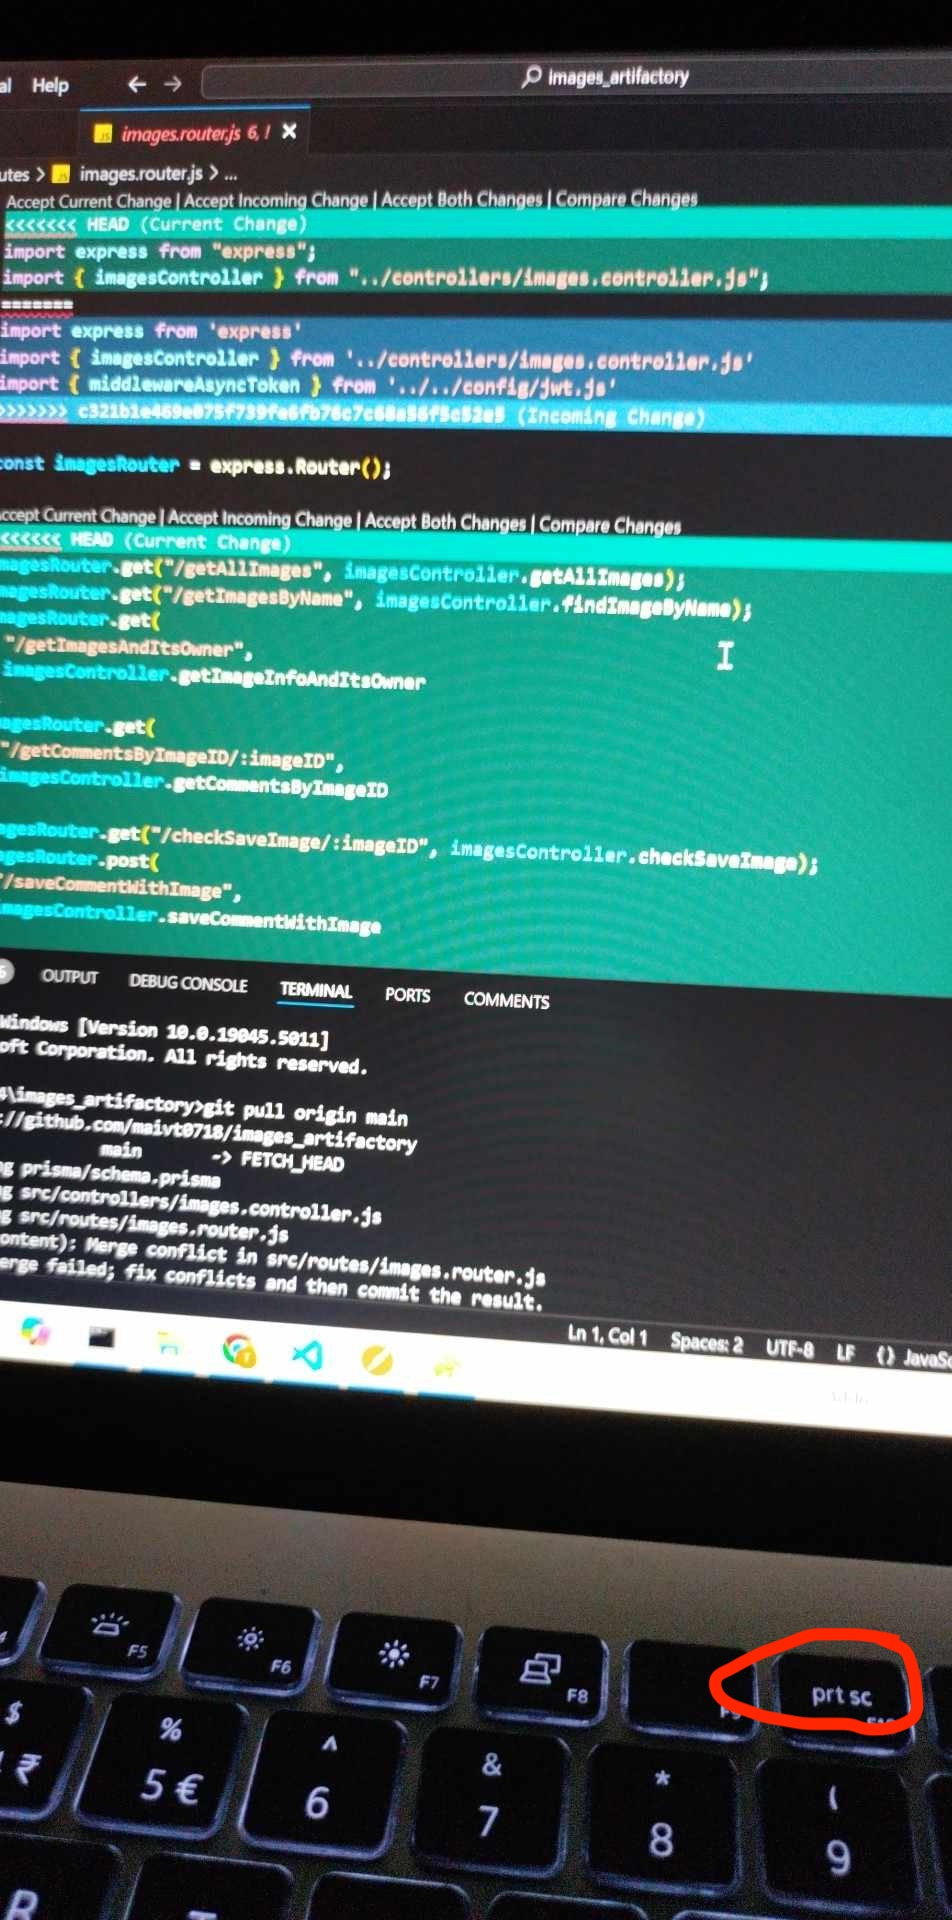 al Help images_artifactory
JS images.router.js 6, !
utes > JS images.router.js > ...
Accept Current Change | Accept Incoming Change | Accept Both Changes | Compare Changes
<<<<<<< HEAD (Current Change)
import express from "express";
import { imagesController } from "../controllers/images.controller.js";
=======
import express from 'express'
import { imagesController } from '../controllers/images.controller.js'
import { middlewareAsyncToken } from '../../config/jwt.js'
>>>>>>> (Incoming Change)
const imagesRouter = express.Router();
ccept Current Change | Accept Incoming Change | Accept Both Changes | Compare Changes
<<<<<< HEAD (Current Change)
magesRouter.get("/getAllImages", imagesController.getAllImages);
magesRouter.get("/getImagesByName", imagesController.findImageByName);
magesRouter.get(
"/getImagesAndItsOwner",
imagesController.getImageInfoAndItsOwner
agesRouter.get(
"/getCommentsByImageID/:imageID",
imagesController.getCommentsByImageID
agesRouter.get("/checkSaveImage/:imageID", imagesController.checkSaveImage);
gesRouter.post(
"/saveCommentWithImage",
imagesController.saveCommentWithImage
6 OUTPUT DEBUG CONSOLE TERMINAL PORTS COMMENTS
Windows [Version 10.0.19045.5011]
oft Corporation. All rights reserved.
4\images_artifactory>git pull origin main
://github.com/maivt0718/images_artifactory
main -> FETCH_HEAD
ng prisma/schema.prisma
g src/controllers/images.controller.js
g src/routes/images.router.js
ontent): Merge conflict in src/routes/images.router.js
erge failed; fix conflicts and then commit the result.
Ln 1, Col 1 Spaces: 2 UTF-8 LF {} JavaSc
F5 F6 F7 F8 F9 prt sc F10
$ % ^ & * (
₹ 5 € 6 7 8 9
R